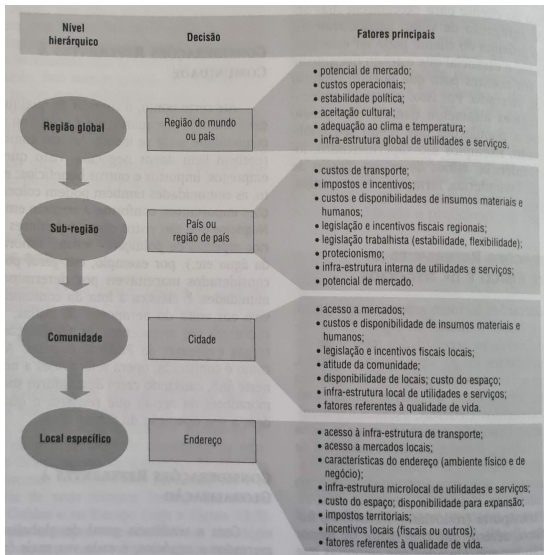 Nível
hierárquico
Decisão
Fatores principais
Região global
Região do mundo
ou país
• potencial de mercado;
• custos operacionais;
• estabilidade política;
• aceitação cultural;
• adequação ao clima e temperatura;
• infra-estrutura global de utilidades e serviços.
Sub-região
País ou
região de país
• custos de transporte;
• impostos e incentivos;
• custos e disponibilidades de insumos materiais e
humanos;
• legislação e incentivos fiscais regionais;
• legislação trabalhista (estabilidade, flexibilidade);
• protecionismo;
• infra-estrutura interna de utilidades e serviços;
• potencial de mercado.
Comunidade
Cidade
• acesso a mercados;
• custos e disponibilidade de insumos materiais e
humanos;
• legislação e incentivos fiscais locais;
• atitude da comunidade;
• disponibilidade de locais; custo do espaço;
• infra-estrutura local de utilidades e serviços;
• fatores referentes à qualidade de vida.
Local específico
Endereço
• acesso à infra-estrutura de transporte;
• acesso a mercados locais;
• características do endereço (ambiente físico e de
negócio);
• infra-estrutura microlocal de utilidades e serviços;
• custo do espaço; disponibilidade para expansão;
• impostos territoriais;
• incentivos locais (fiscais ou outros);
• fatores referentes à qualidade de vida.